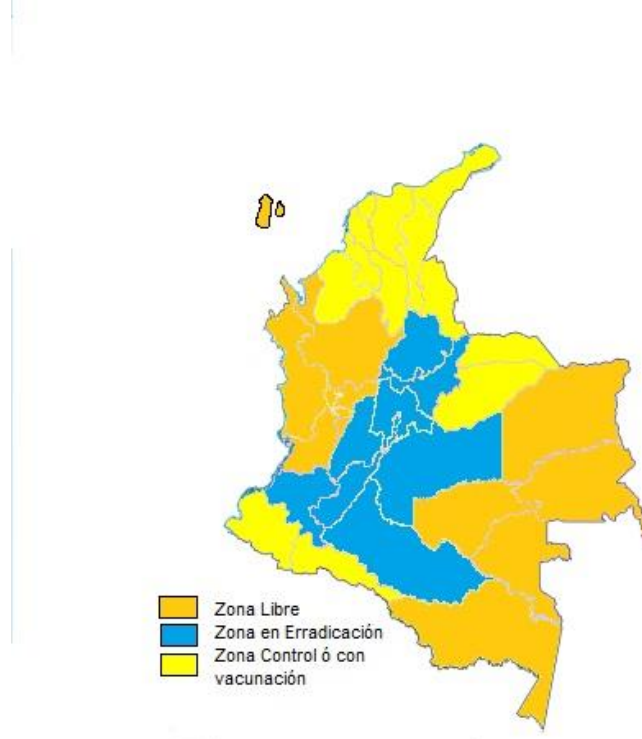 Zona Libre
Zona en Erradicación
Zona Control ó con
vacunación